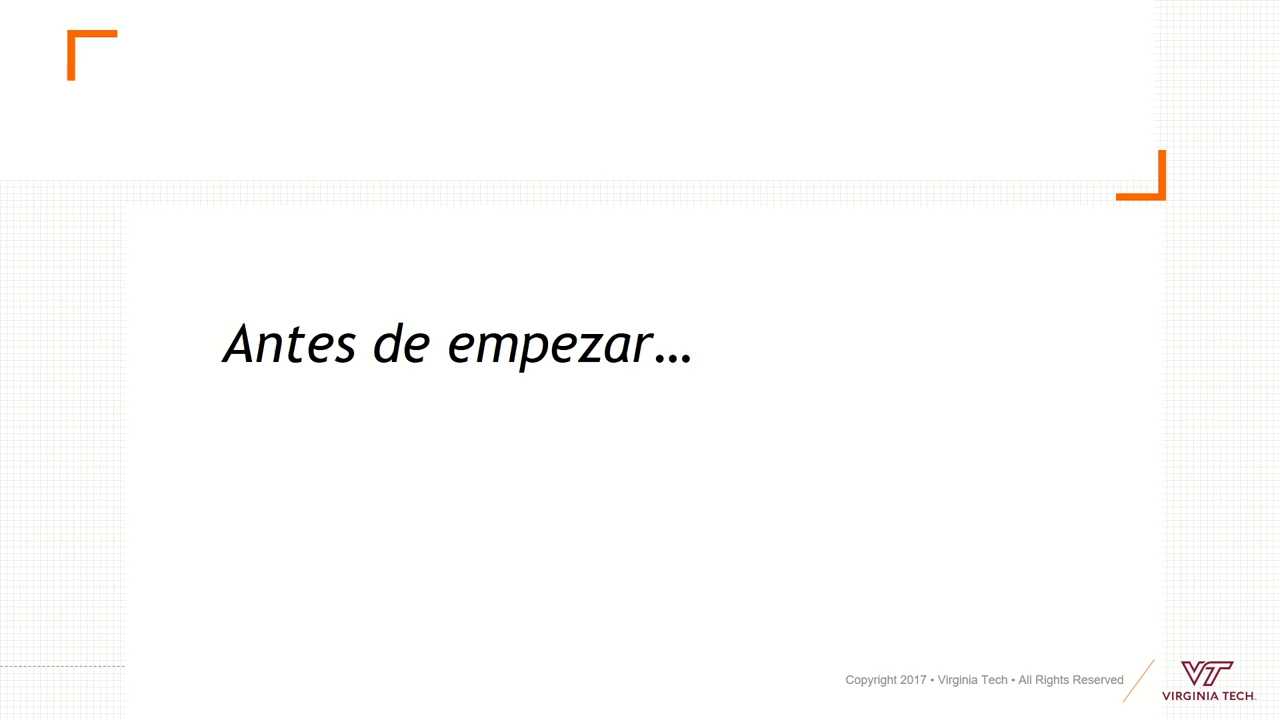 Antes de empezar…
Copyright 2017 • Virginia Tech • All Rights Reserved
VT
VIRGINIA TECH.